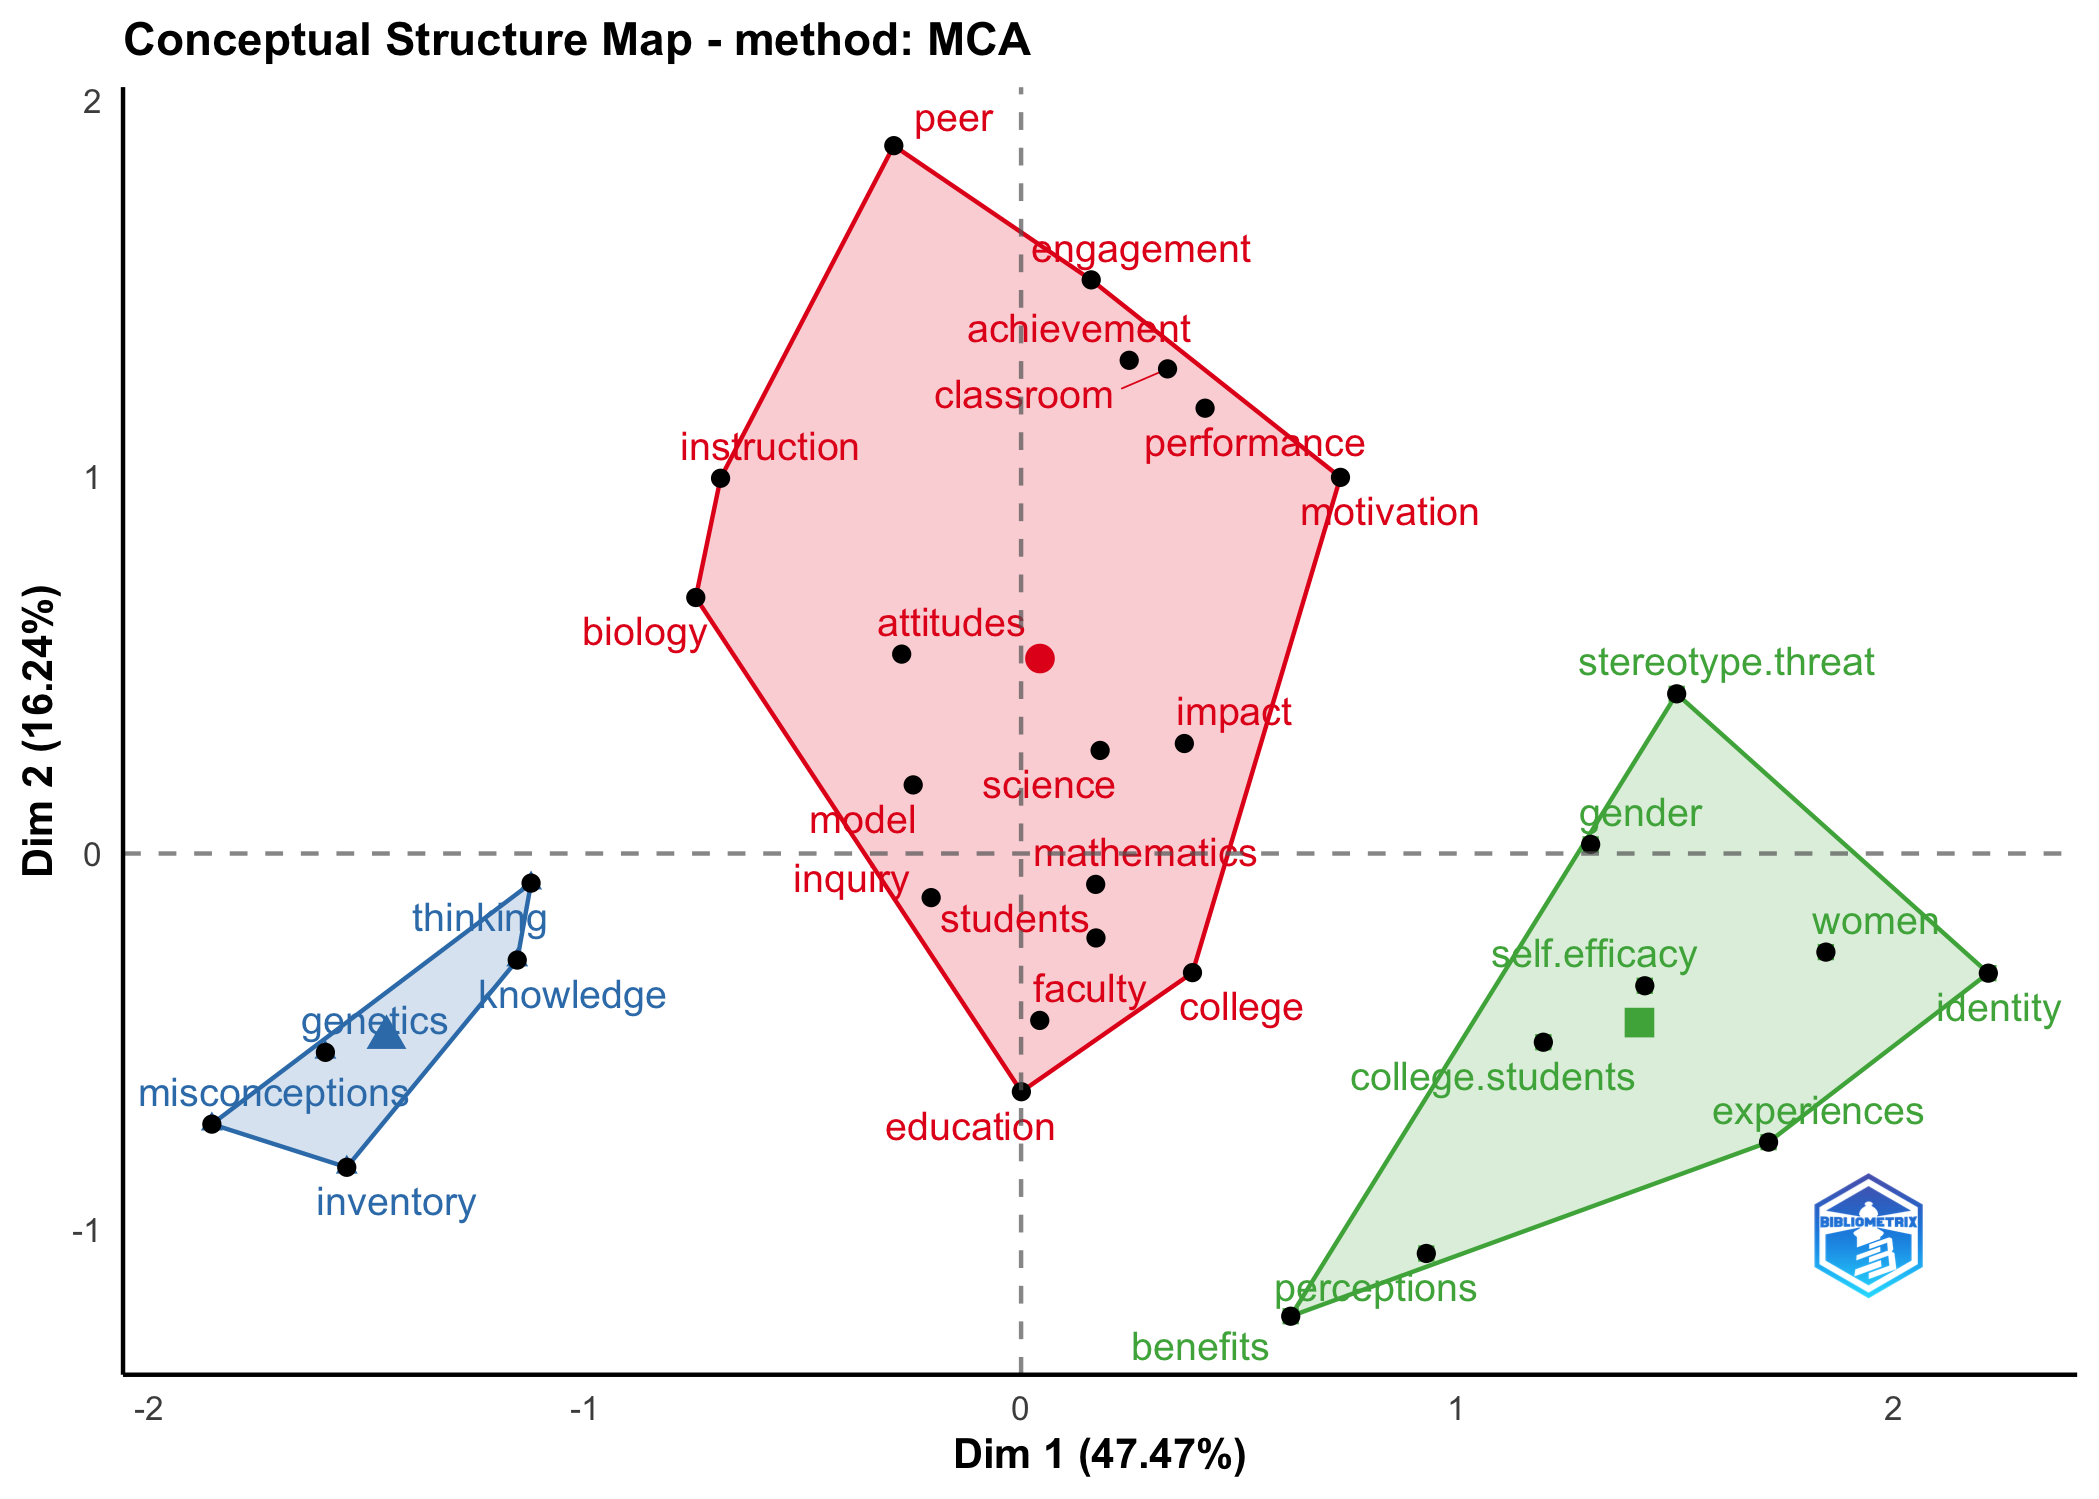 Conceptual Structure Map - method: MCA
2
peer
engagement
achievement
classroom
performance
instruction
1
motivation
biology
attitudes
stereotype.threat
impact
science
gender
model
0
mathematics
inquiry
thinking
students
women
self.efficacy
knowledge
faculty
college
identity
genetics
college.students
misconceptions
experiences
education
inventory
-1
BIBLIOMETRIX
perceptions
benefits
-2
-1
0
1
2
Dim 1 (47.47%)
Dim 2 (16.24%)